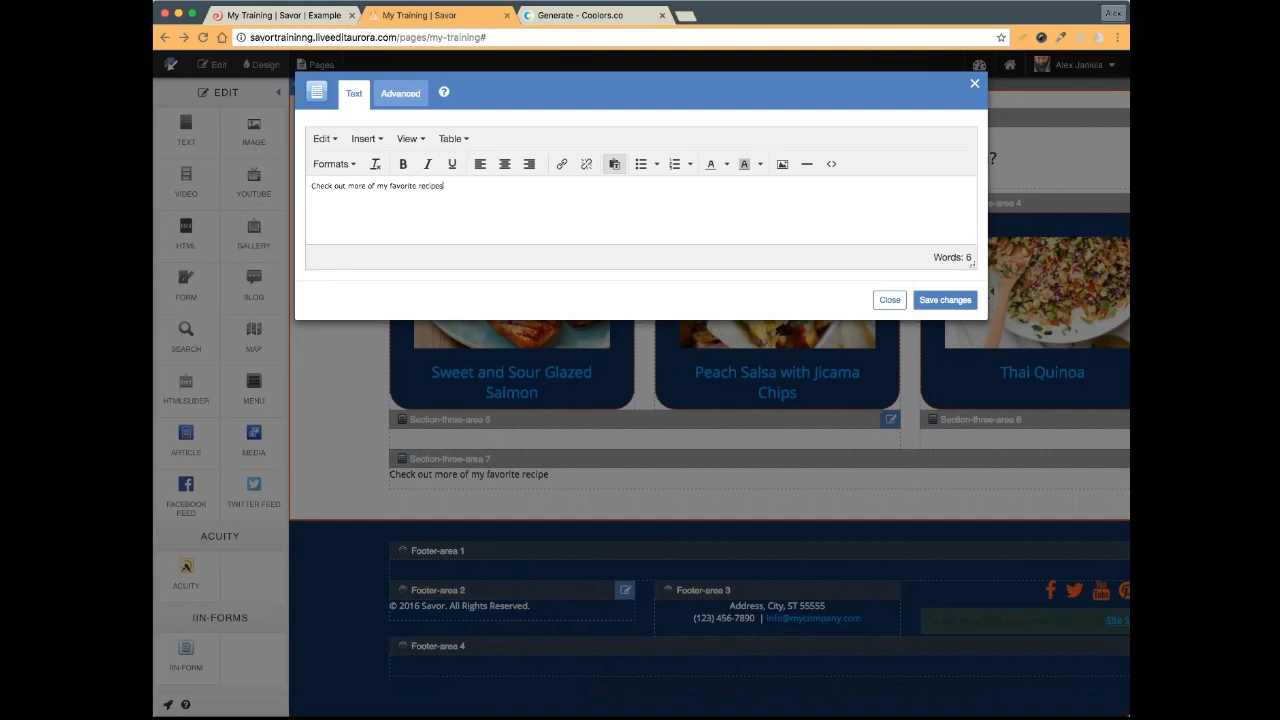 My Training | Savor | Example
My Training | Savor
Generate - Coolors.co
Alex
savortraininng.liveeditaurora.com/pages/my-training#
Edit
Design
Pages
Alex Jankila
EDIT
TEXT
IMAGE
VIDEO
YOUTUBE
HTML
GALLERY
FORM
BLOG
SEARCH
MAP
HTMLSLIDER
MENU
ARTICLE
MEDIA
FACEBOOK
FEED
TWITTER FEED
ACUITY
ACUITY
IIN-FORMS
IIN-FORM
Text
Advanced
Edit
Insert
View
Table
Formats
B
I
U
A
A
Check out more of my favorite recipes
Words: 6
Close
Save changes
?
Sweet and Sour Glazed
Salmon
Peach Salsa with Jicama
Chips
Thai Quinoa
Section-three-area 5
Section-three-area 6
Section-three-area 7
Check out more of my favorite recipe
Footer-area 1
Footer-area 2
© 2016 Savor. All Rights Reserved.
Footer-area 3
Address, City, ST 55555
(123) 456-7890 | info@mycompany.com
You
Tube
Site S
Footer-area 4